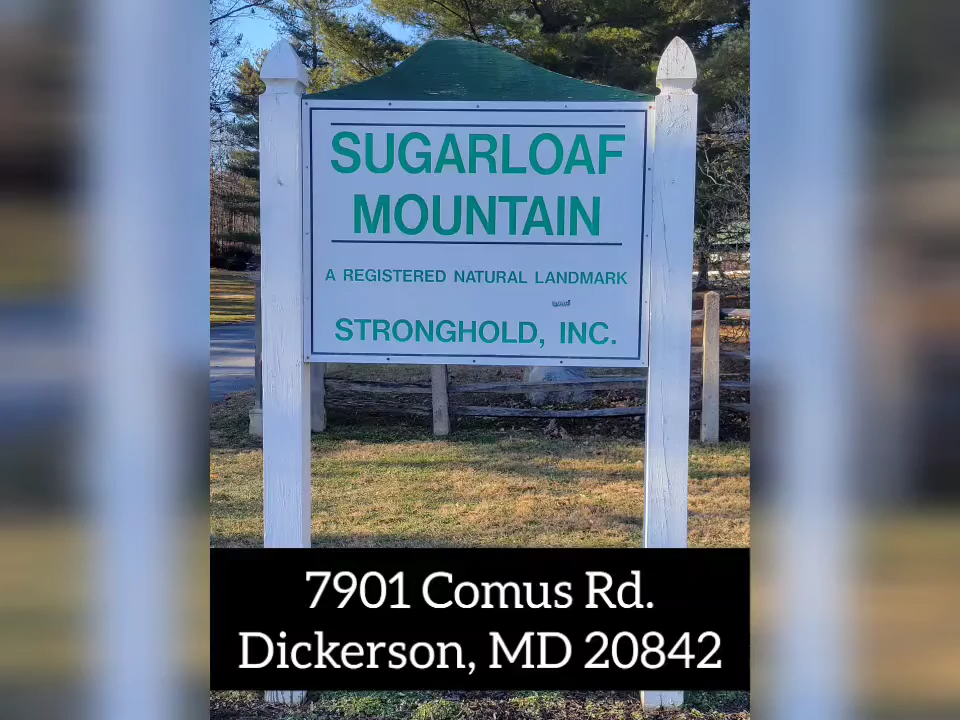 SUGARLOAF
MOUNTAIN
A REGISTERED NATURAL LANDMARK
STRONGHOLD, INC.
7901 Comus Rd.
Dickerson, MD 20842